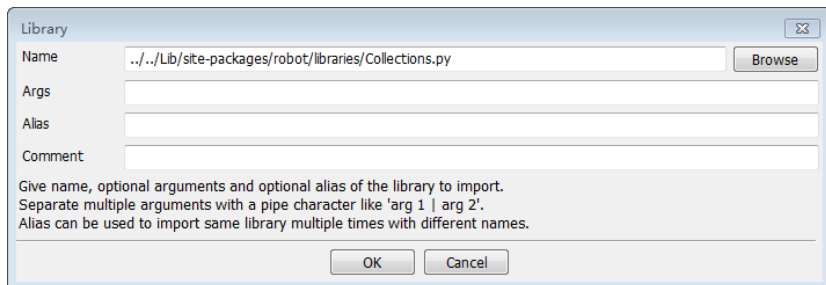 Library
Name ../../Lib/site-packages/robot/libraries/Collections.py Browse
Args
Alias
Comment
Give name, optional arguments and optional alias of the library to import.
Separate multiple arguments with a pipe character like 'arg 1 | arg 2'.
Alias can be used to import same library multiple times with different names.
OK Cancel